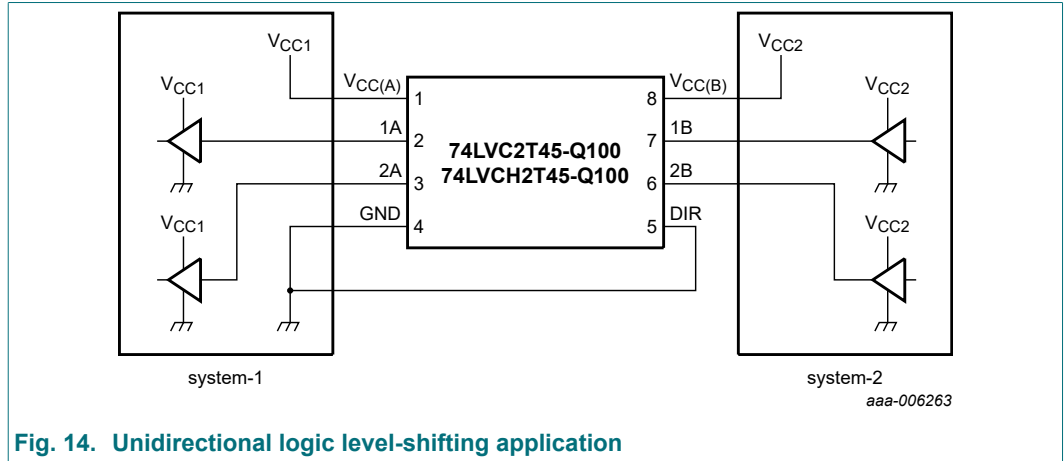 VCC1
VCC2
VCC1
VCC(A)
1
8
VCC(B)
VCC2
1A
2
74LVC2T45-Q100
7
1B
2A
3
74LVCH2T45-Q100
6
2B
VCC1
GND
4
5
DIR
VCC2
system-1
system-2
aaa-006263
Fig. 14. Unidirectional logic level-shifting application